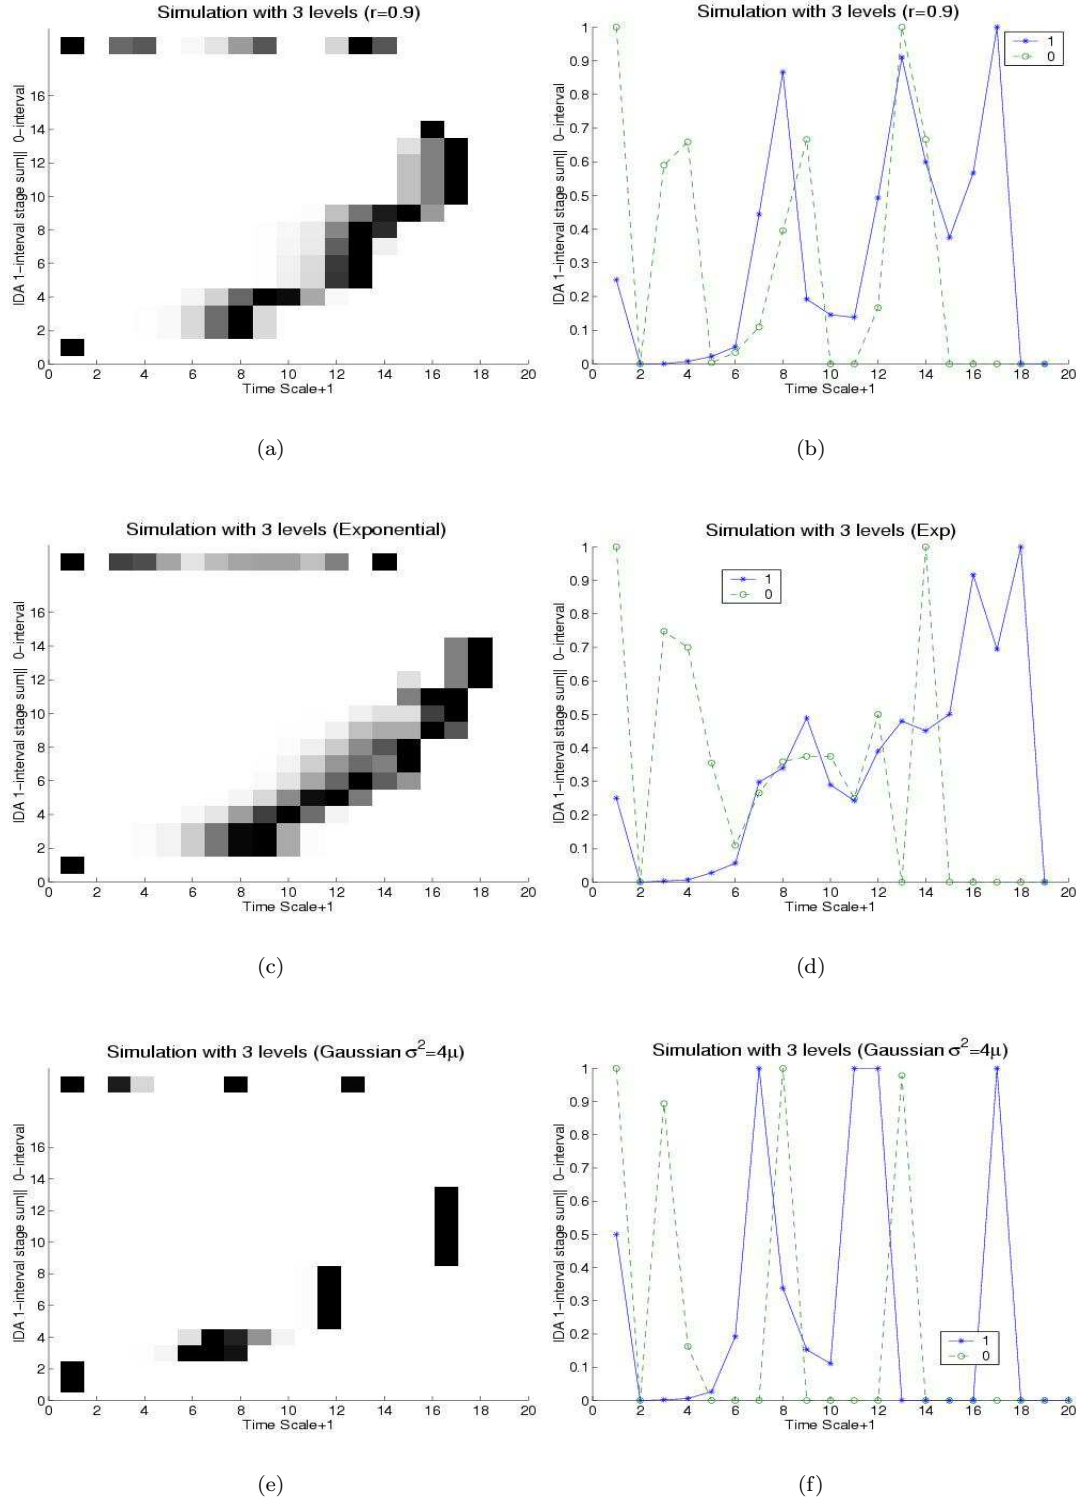 Simulation with 3 levels (r=0.9)
IDA 1-interval stage sum|| 0-interval
16
14
12
10
8
6
4
2
0
0 2 4 6 8 10 12 14 16 18 20
Time Scale+1
(a)
Simulation with 3 levels (r=0.9)
IDA 1-interval stage sum|| 0-interval
1
0.9
0.8
0.7
0.6
0.5
0.4
0.3
0.2
0.1
0
0 2 4 6 8 10 12 14 16 18 20
Time Scale+1
1
0
(b)
Simulation with 3 levels (Exponential)
IDA 1-interval stage sum|| 0-interval
16
14
12
10
8
6
4
2
0
0 2 4 6 8 10 12 14 16 18 20
Time Scale+1
(c)
Simulation with 3 levels (Exp)
IDA 1-interval stage sum|| 0-interval
1
0.9
0.8
0.7
0.6
0.5
0.4
0.3
0.2
0.1
0
0 2 4 6 8 10 12 14 16 18 20
Time Scale+1
1
0
(d)
Simulation with 3 levels (Gaussian σ²=4μ)
IDA 1-interval stage sum|| 0-interval
16
14
12
10
8
6
4
2
0
0 2 4 6 8 10 12 14 16 18 20
Time Scale+1
(e)
Simulation with 3 levels (Gaussian σ²=4μ)
IDA 1-interval stage sum|| 0-interval
1
0.9
0.8
0.7
0.6
0.5
0.4
0.3
0.2
0.1
0
0 2 4 6 8 10 12 14 16 18 20
Time Scale+1
1
0
(f)